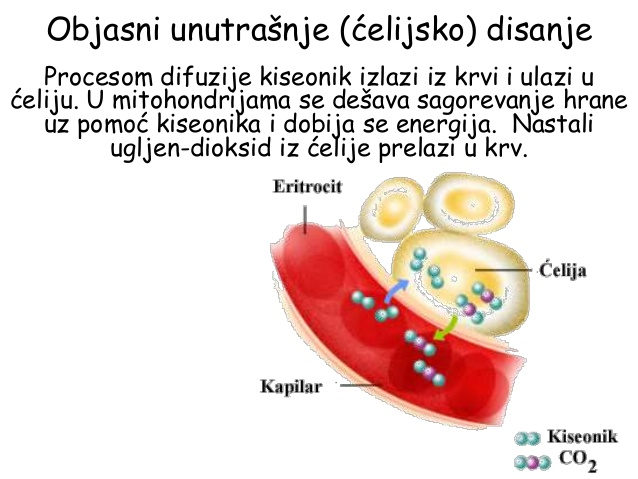 Objasni unutrašnje (ćelijsko) disanje
Procesom difuzije kiseonik izlazi iz krvi i ulazi u
ćeliju. U mitohondrijama se dešava sagorevanje hrane
uz pomoć kiseonika i dobija se energija. Nastali
ugljen-dioksid iz ćelije prelazi u krv.
Eritrocit
Ćelija
Kapilar
Kiseonik
CO2